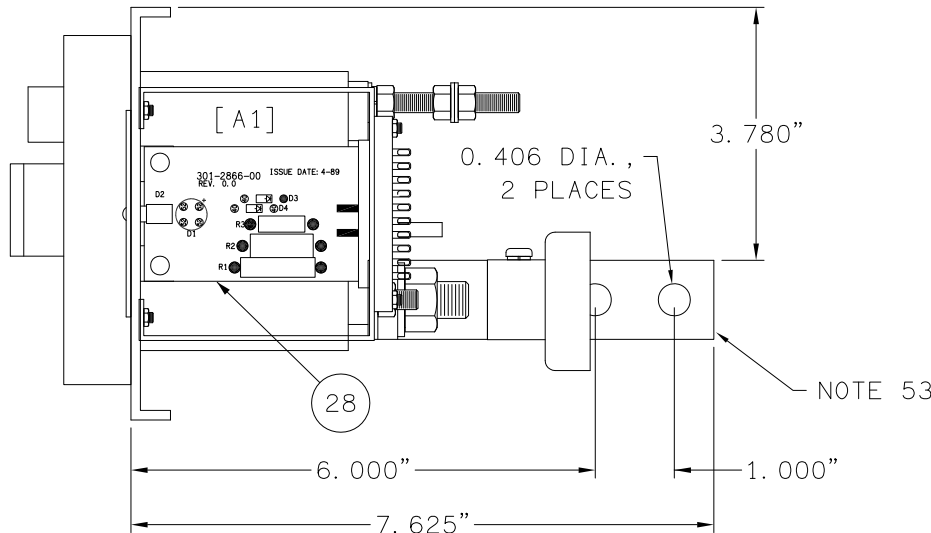 [A1]
3.780”
0.406 DIA.,
2 PLACES
301-2866-00 ISSUE DATE: 4-89
REV. 0.0
D2
+
D3
D4
D1
R3
R2
R1
28
NOTE 53
6.000”
1.000”
7.625”